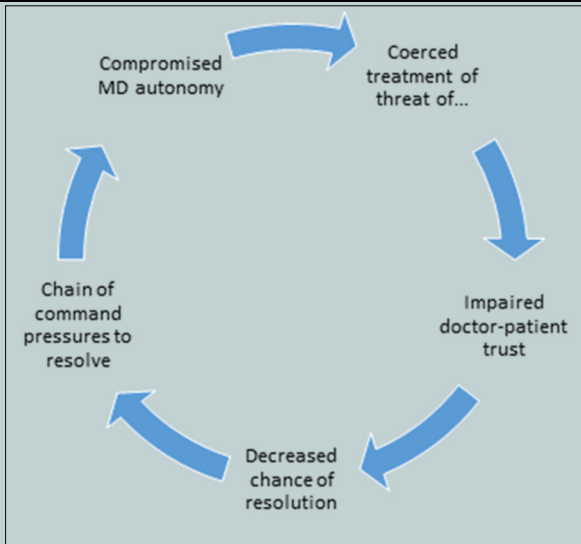 Compromised
MD autonomy
Coerced
treatment of
threat of...
Impaired
doctor-patient
trust
Decreased
chance of
resolution
Chain of
command
pressures to
resolve